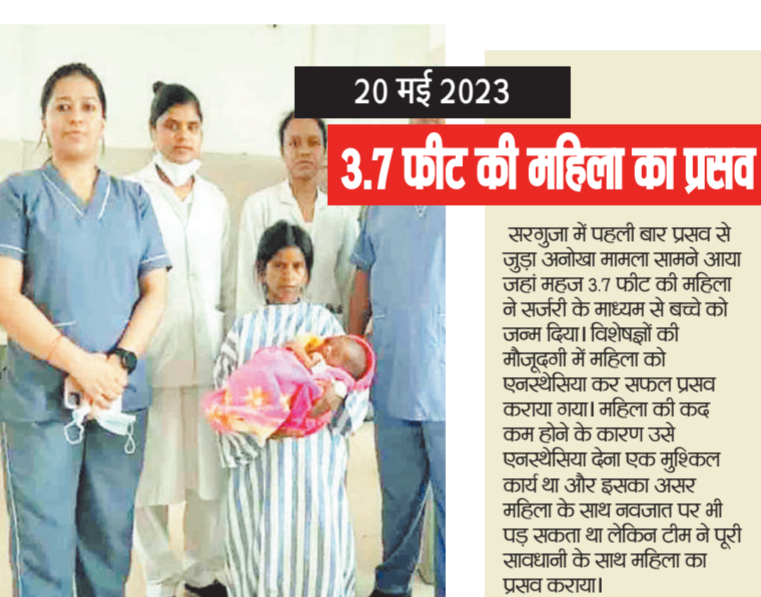 20 मई 2023
3.7 फीट की महिला का प्रसव
सरगुजा में पहली बार प्रसव से
जुड़ा अनोखा मामला सामने आया
जहां महज 3.7 फीट की महिला
ने सर्जरी के माध्यम से बच्चे को
जन्म दिया। विशेषज्ञों की
मौजूदगी में महिला को
एनस्थेसिया कर सफल प्रसव
कराया गया। महिला की कद
कम होने के कारण उसे
एनस्थेसिया देना एक मुश्किल
कार्य था और इसका असर
महिला के साथ नवजात पर भी
पड़ सकता था लेकिन टीम ने पूरी
सावधानी के साथ महिला का
प्रसव कराया।